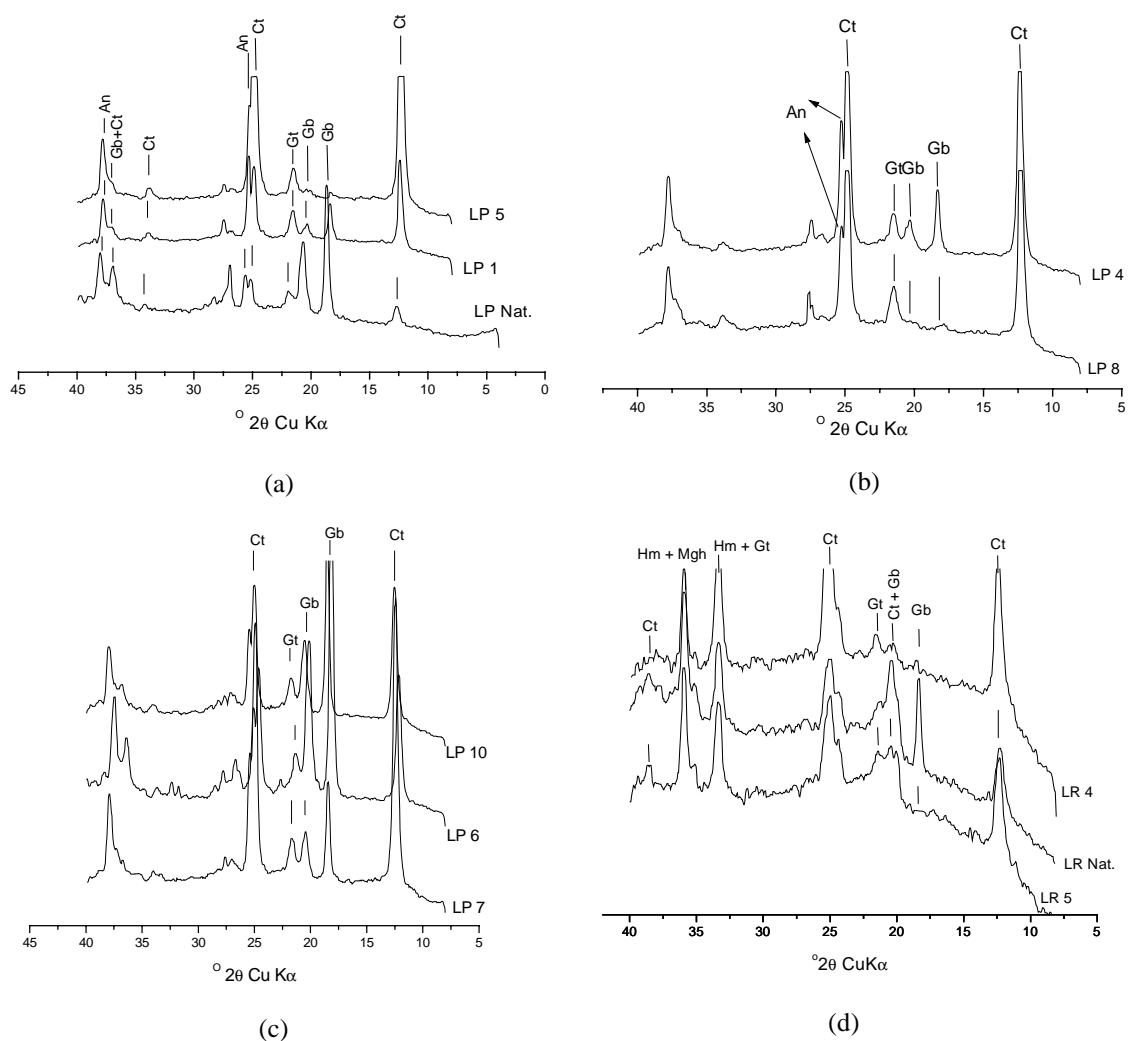 Ct
Ct
An
An
Gb+Ct
Ct
Gt
Gb
Gb
LP 5
LP 1
LP Nat.
45 40 35 30 25 20 15 10 5 0
O 2θ Cu Kα
(a)
Ct
Ct
An
Gb
Gt
Gb
LP 4
LP 8
40 35 30 25 20 15 10 5
O 2θ Cu Kα
(b)
Ct
Gb
Ct
Gb
Gt
LP 10
LP 6
LP 7
45 40 35 30 25 20 15 10 5
O 2θ Cu Kα
(c)
Hm + Mgh
Hm + Gt
Ct
Ct
Ct
Gt
Ct + Gb
Gb
LR 4
LR Nat.
LR 5
40 35 30 25 20 15 10 5
o2θ CuKα
(d)